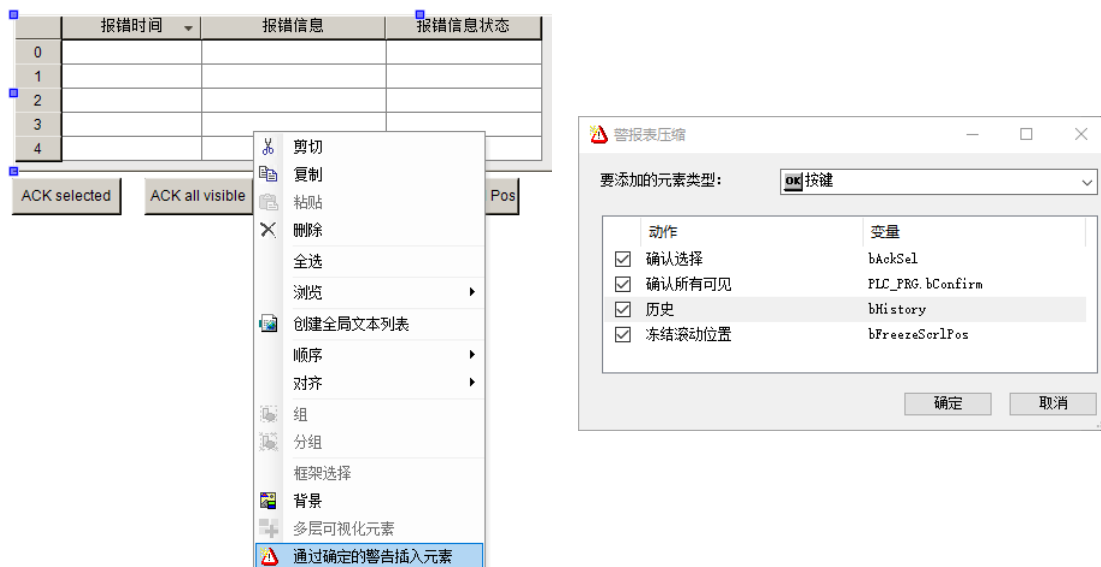 报错时间 报错信息 报错信息状态
0
1
2
3
4
ACK selected ACK all visible Pos
剪切
复制
粘贴
删除
全选
浏览
创建全局文本列表
顺序
对齐
组
分组
框架选择
背景
多层可视化元素
通过确定的警告插入元素
警报表压缩
要添加的元素类型： OK 按键
动作 变量
确认选择 bAckSel
确认所有可见 PLC_PRG.bConfirm
历史 bHistory
冻结滚动位置 bFreezeScrlPos
确定 取消